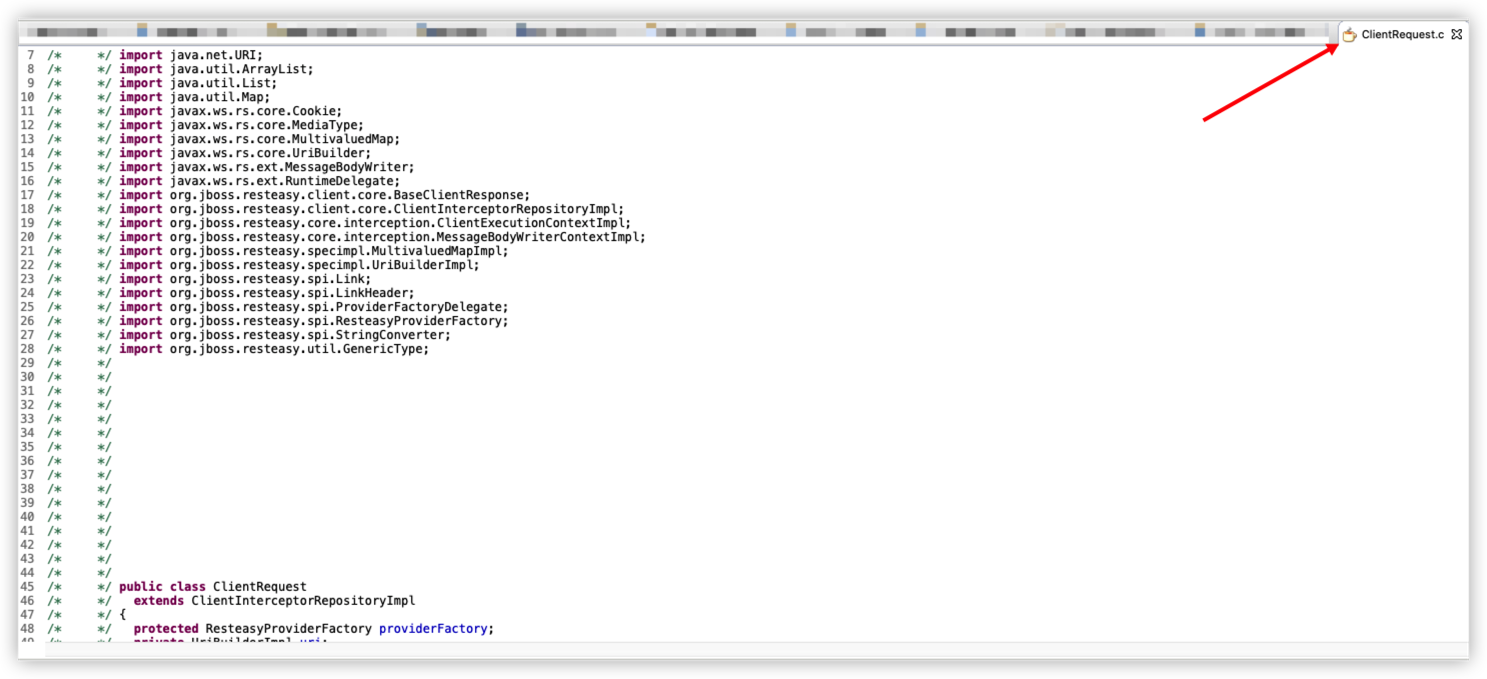 ClientRequest.c
7 /* */ import java.net.URI;
8 /* */ import java.util.ArrayList;
9 /* */ import java.util.List;
10 /* */ import java.util.Map;
11 /* */ import javax.ws.rs.core.Cookie;
12 /* */ import javax.ws.rs.core.MediaType;
13 /* */ import javax.ws.rs.core.MultivaluedMap;
14 /* */ import javax.ws.rs.core.UriBuilder;
15 /* */ import javax.ws.rs.ext.MessageBodyWriter;
16 /* */ import javax.ws.rs.ext.RuntimeDelegate;
17 /* */ import org.jboss.resteasy.client.core.BaseClientResponse;
18 /* */ import org.jboss.resteasy.client.core.ClientInterceptorRepositoryImpl;
19 /* */ import org.jboss.resteasy.core.interception.ClientExecutionContextImpl;
20 /* */ import org.jboss.resteasy.core.interception.MessageBodyWriterContextImpl;
21 /* */ import org.jboss.resteasy.specimpl.MultivaluedMapImpl;
22 /* */ import org.jboss.resteasy.specimpl.UriBuilderImpl;
23 /* */ import org.jboss.resteasy.spi.Link;
24 /* */ import org.jboss.resteasy.spi.LinkHeader;
25 /* */ import org.jboss.resteasy.spi.ProviderFactoryDelegate;
26 /* */ import org.jboss.resteasy.spi.ResteasyProviderFactory;
27 /* */ import org.jboss.resteasy.spi.StringConverter;
28 /* */ import org.jboss.resteasy.util.GenericType;
29 /* */
30 /* */
31 /* */
32 /* */
33 /* */
34 /* */
35 /* */
36 /* */
37 /* */
38 /* */
39 /* */
40 /* */
41 /* */
42 /* */
43 /* */
44 /* */
45 /* */ public class ClientRequest
46 /* */ extends ClientInterceptorRepositoryImpl
47 /* */ {
48 /* */ protected ResteasyProviderFactory providerFactory;
49 /* */ private UriBuilderImpl uri;